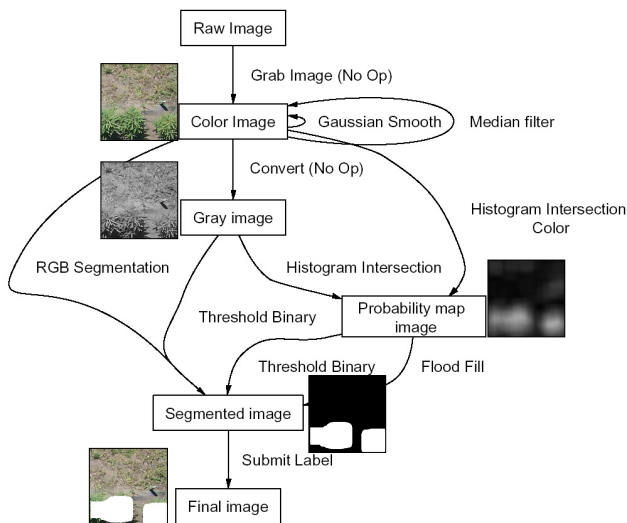 Raw Image
Grab Image (No Op)
Color Image
Gaussian Smooth
Median filter
Convert (No Op)
Gray image
Histogram Intersection
Color
RGB Segmentation
Histogram Intersection
Probability map
image
Threshold Binary
Threshold Binary
Flood Fill
Segmented image
Submit Label
Final image